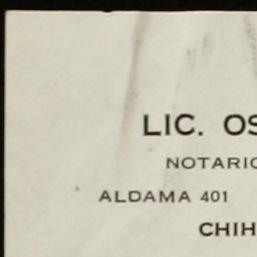 LIC. OS
NOTARIO
ALDAMA 401
CHIH